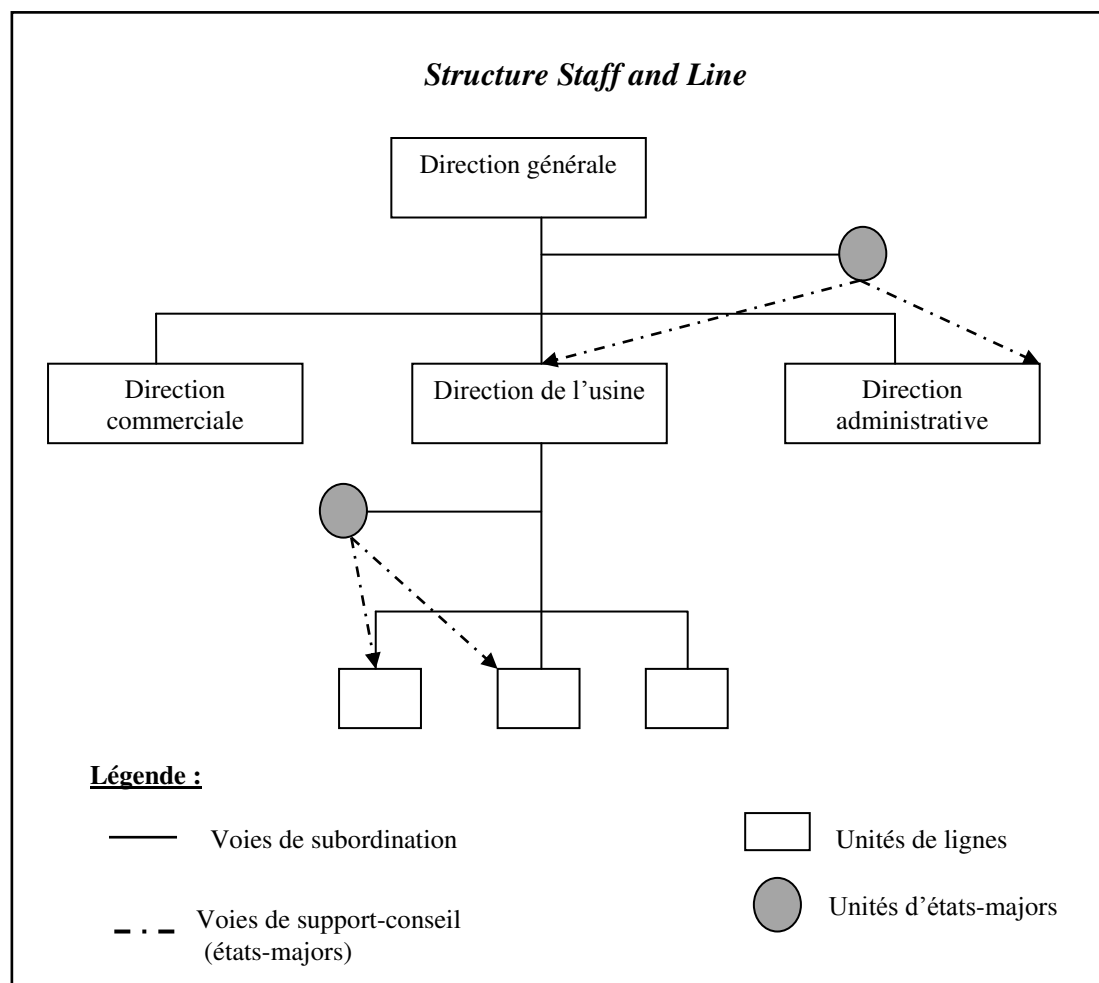 Structure Staff and Line
Direction générale
Direction
commerciale
Direction de l’usine
Direction
administrative
Légende :
Voies de subordination
Unités de lignes
Voies de support-conseil
(états-majors)
Unités d’états-majors